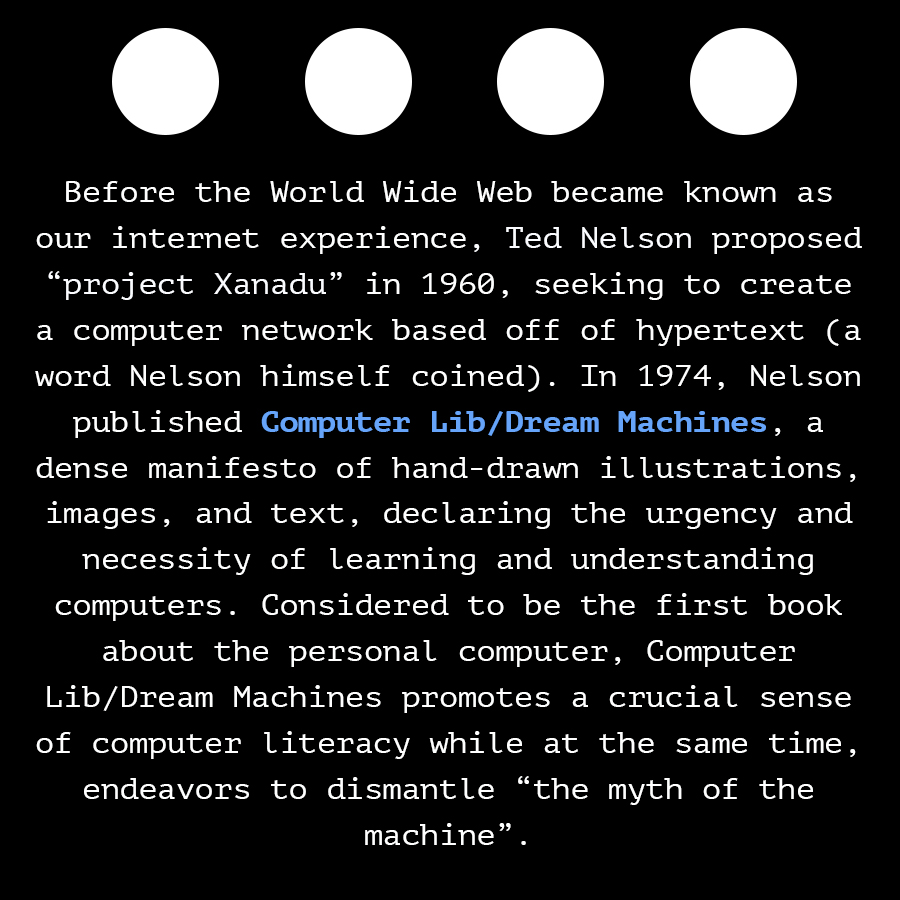 Before the World Wide Web became known as
our internet experience, Ted Nelson proposed
“project Xanadu” in 1960, seeking to create
a computer network based off of hypertext (a
word Nelson himself coined). In 1974, Nelson
published Computer Lib/Dream Machines, a
dense manifesto of hand-drawn illustrations,
images, and text, declaring the urgency and
necessity of learning and understanding
computers. Considered to be the first book
about the personal computer, Computer
Lib/Dream Machines promotes a crucial sense
of computer literacy while at the same time,
endeavors to dismantle “the myth of the
machine”.